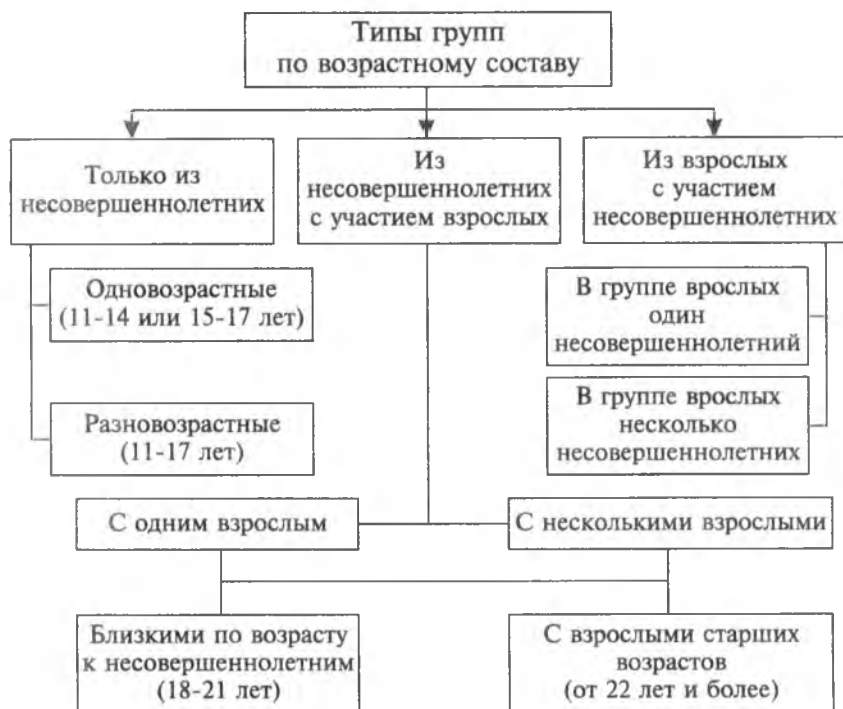 Типы групп
по возрастному составу
Только из
несовершеннолетних
Из
несовершеннолетних
с участием взрослых
Из взрослых
с участием
несовершеннолетних
Одновозрастные
(11-14 или 15-17 лет)
В группе врослых
один
несовершеннолетний
Разновозрастные
(11-17 лет)
В группе врослых
несколько
несовершеннолетних
С одним взрослым
С несколькими взрослыми
Близкими по возрасту
к несовершеннолетним
(18-21 лет)
С взрослыми старших
возрастов
(от 22 лет и более)